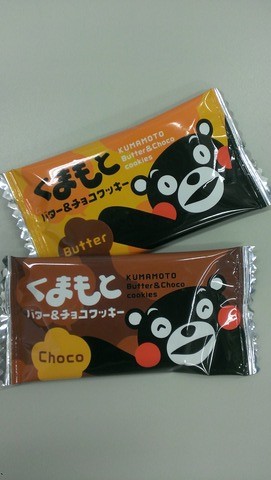 くまもと
バター&チョコクッキー
KUMAMOTO
Butter&Choco
cookies
Butter
くまもと
バター&チョコクッキー
KUMAMOTO
Butter&Choco
cookies
Choco